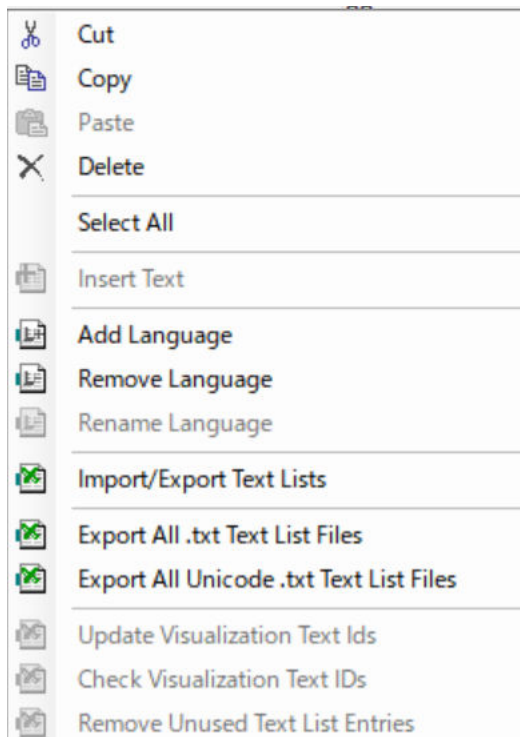 Cut
Copy
Paste
Delete
Select All
Insert Text
Add Language
Remove Language
Rename Language
Import/Export Text Lists
Export All .txt Text List Files
Export All Unicode .txt Text List Files
Update Visualization Text Ids
Check Visualization Text IDs
Remove Unused Text List Entries